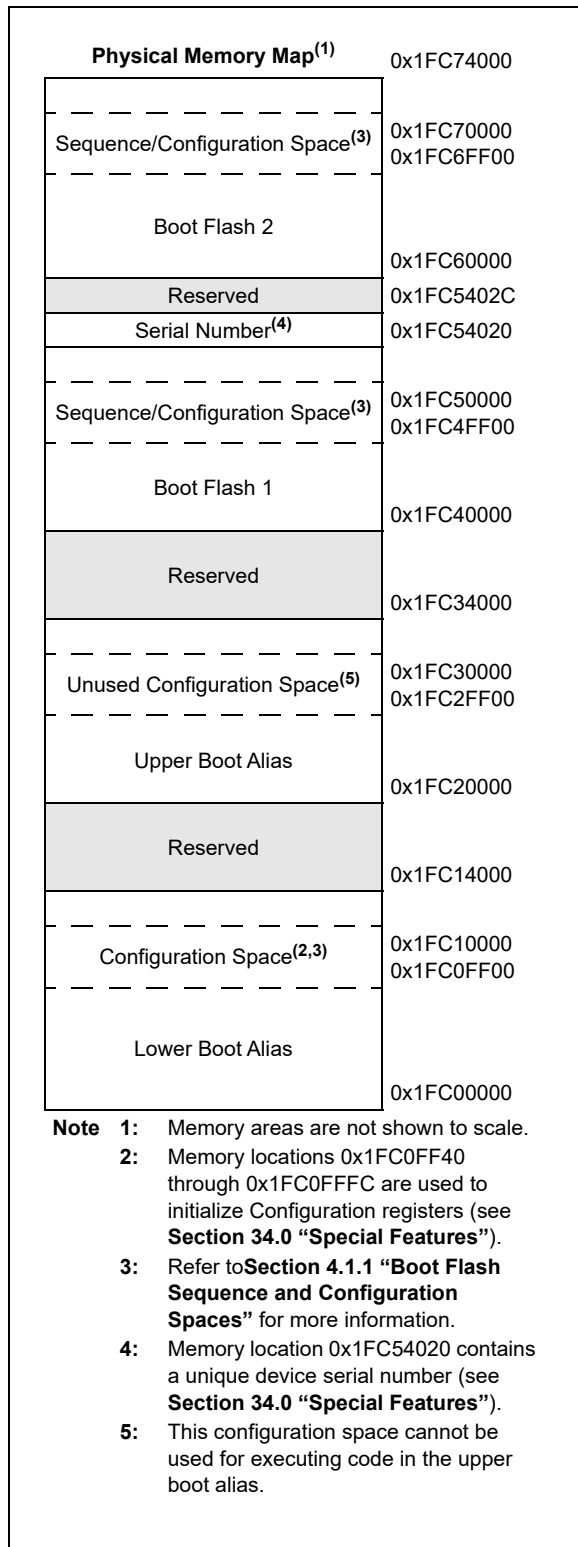 Physical Memory Map(1)
0x1FC74000
Sequence/Configuration Space(3)
0x1FC70000
0x1FC6FF00
Boot Flash 2
0x1FC60000
Reserved
0x1FC5402C
Serial Number(4)
0x1FC54020
Sequence/Configuration Space(3)
0x1FC50000
0x1FC4FF00
Boot Flash 1
0x1FC40000
Reserved
0x1FC34000
Unused Configuration Space(5)
0x1FC30000
0x1FC2FF00
Upper Boot Alias
0x1FC20000
Reserved
0x1FC14000
Configuration Space(2,3)
0x1FC10000
0x1FC0FF00
Lower Boot Alias
0x1FC00000
Note 1: Memory areas are not shown to scale.
2: Memory locations 0x1FC0FF40
through 0x1FC0FFFC are used to
initialize Configuration registers (see
Section 34.0 “Special Features”).
3: Refer toSection 4.1.1 “Boot Flash
Sequence and Configuration
Spaces” for more information.
4: Memory location 0x1FC54020 contains
a unique device serial number (see
Section 34.0 “Special Features”).
5: This configuration space cannot be
used for executing code in the upper
boot alias.